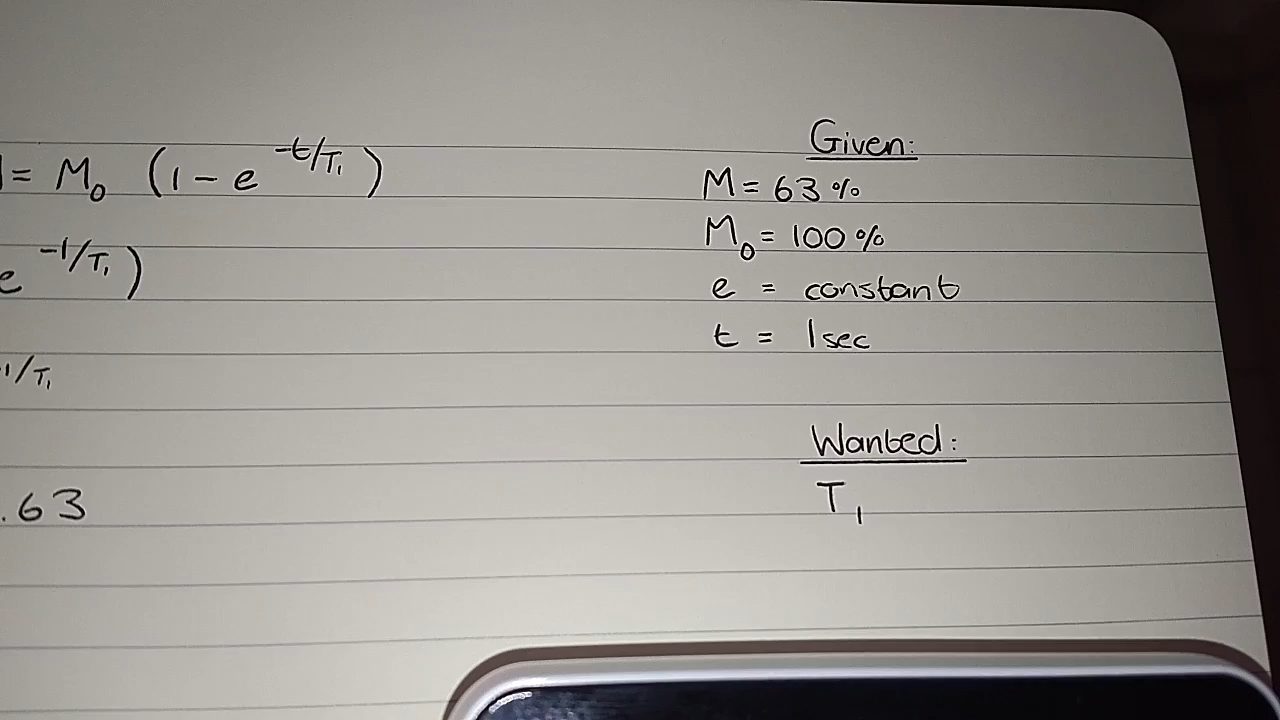 = M₀ (1 - e^-t/T₁)
e^-1/T₁)
-1/T₁
.63
Given:
M = 63%
M₀ = 100%
e = constant
t = 1sec
Wanted:
T₁